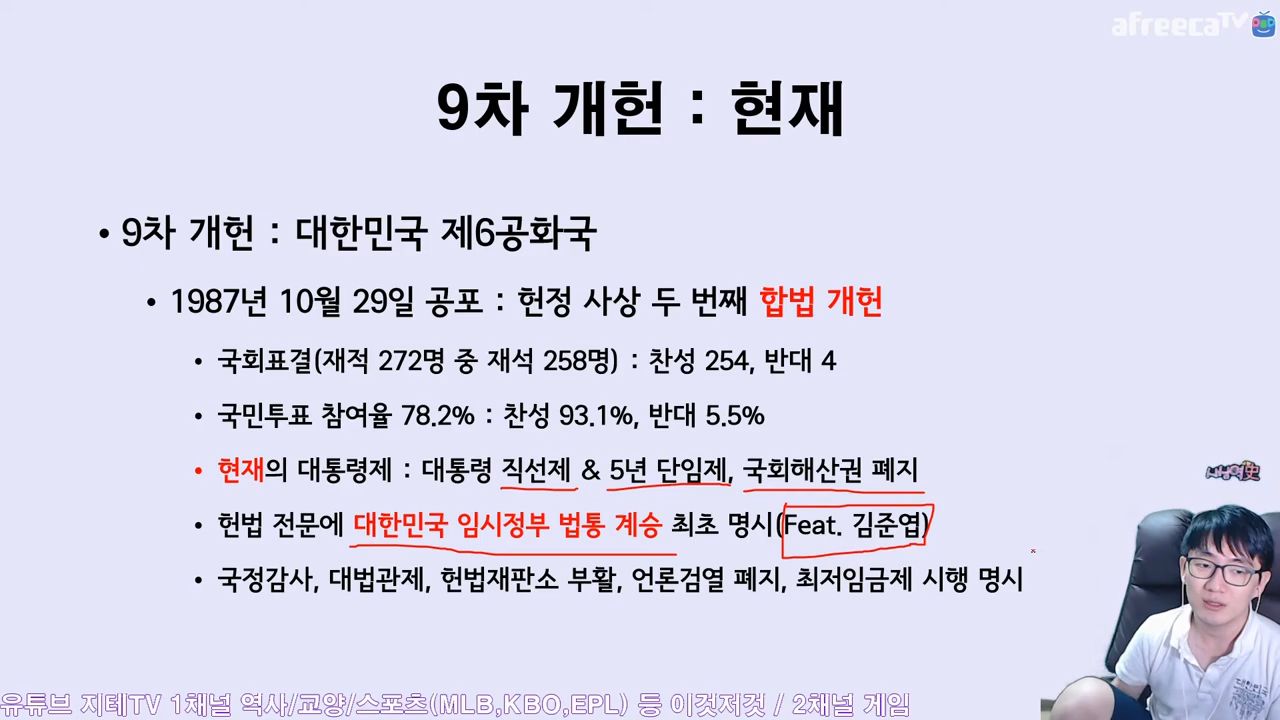 afreecaTV
9차 개헌 : 현재
• 9차 개헌 : 대한민국 제6공화국
• 1987년 10월 29일 공포 : 헌정 사상 두 번째 합법 개헌
• 국회표결(재적 272명 중 재석 258명) : 찬성 254, 반대 4
• 국민투표 참여율 78.2% : 찬성 93.1%, 반대 5.5%
• 현재의 대통령제 : 대통령 직선제 & 5년 단임제, 국회해산권 폐지
• 헌법 전문에 대한민국 임시정부 법통 계승 최초 명시(Feat. 김준엽)
• 국정감사, 대법관제, 헌법재판소 부활, 언론검열 폐지, 최저임금제 시행 명시
유튜브 지테TV 1채널 역사/교양/스포츠(MLB,KBO,EPL) 등 이것저것 / 2채널 게임